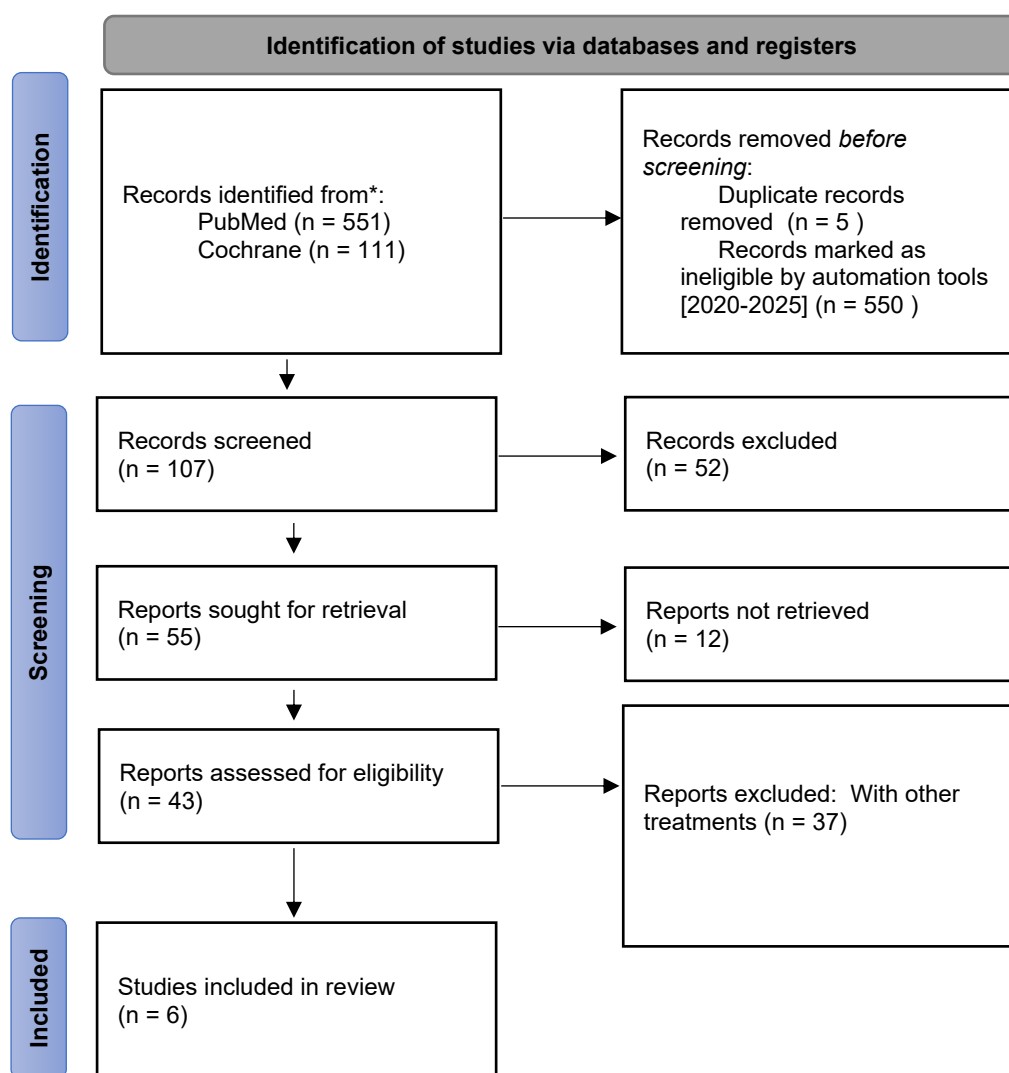 Identification of studies via databases and registers
Identification
Records identified from*:
PubMed (n = 551)
Cochrane (n = 111)
Records removed before
screening:
Duplicate records
removed  (n = 5 )
Records marked as
ineligible by automation tools
[2020-2025] (n = 550 )
Screening
Records screened
(n = 107)
Records excluded
(n = 52)
Reports sought for retrieval
(n = 55)
Reports not retrieved
(n = 12)
Reports assessed for eligibility
(n = 43)
Reports excluded:  With other
treatments (n = 37)
Included
Studies included in review
(n = 6)